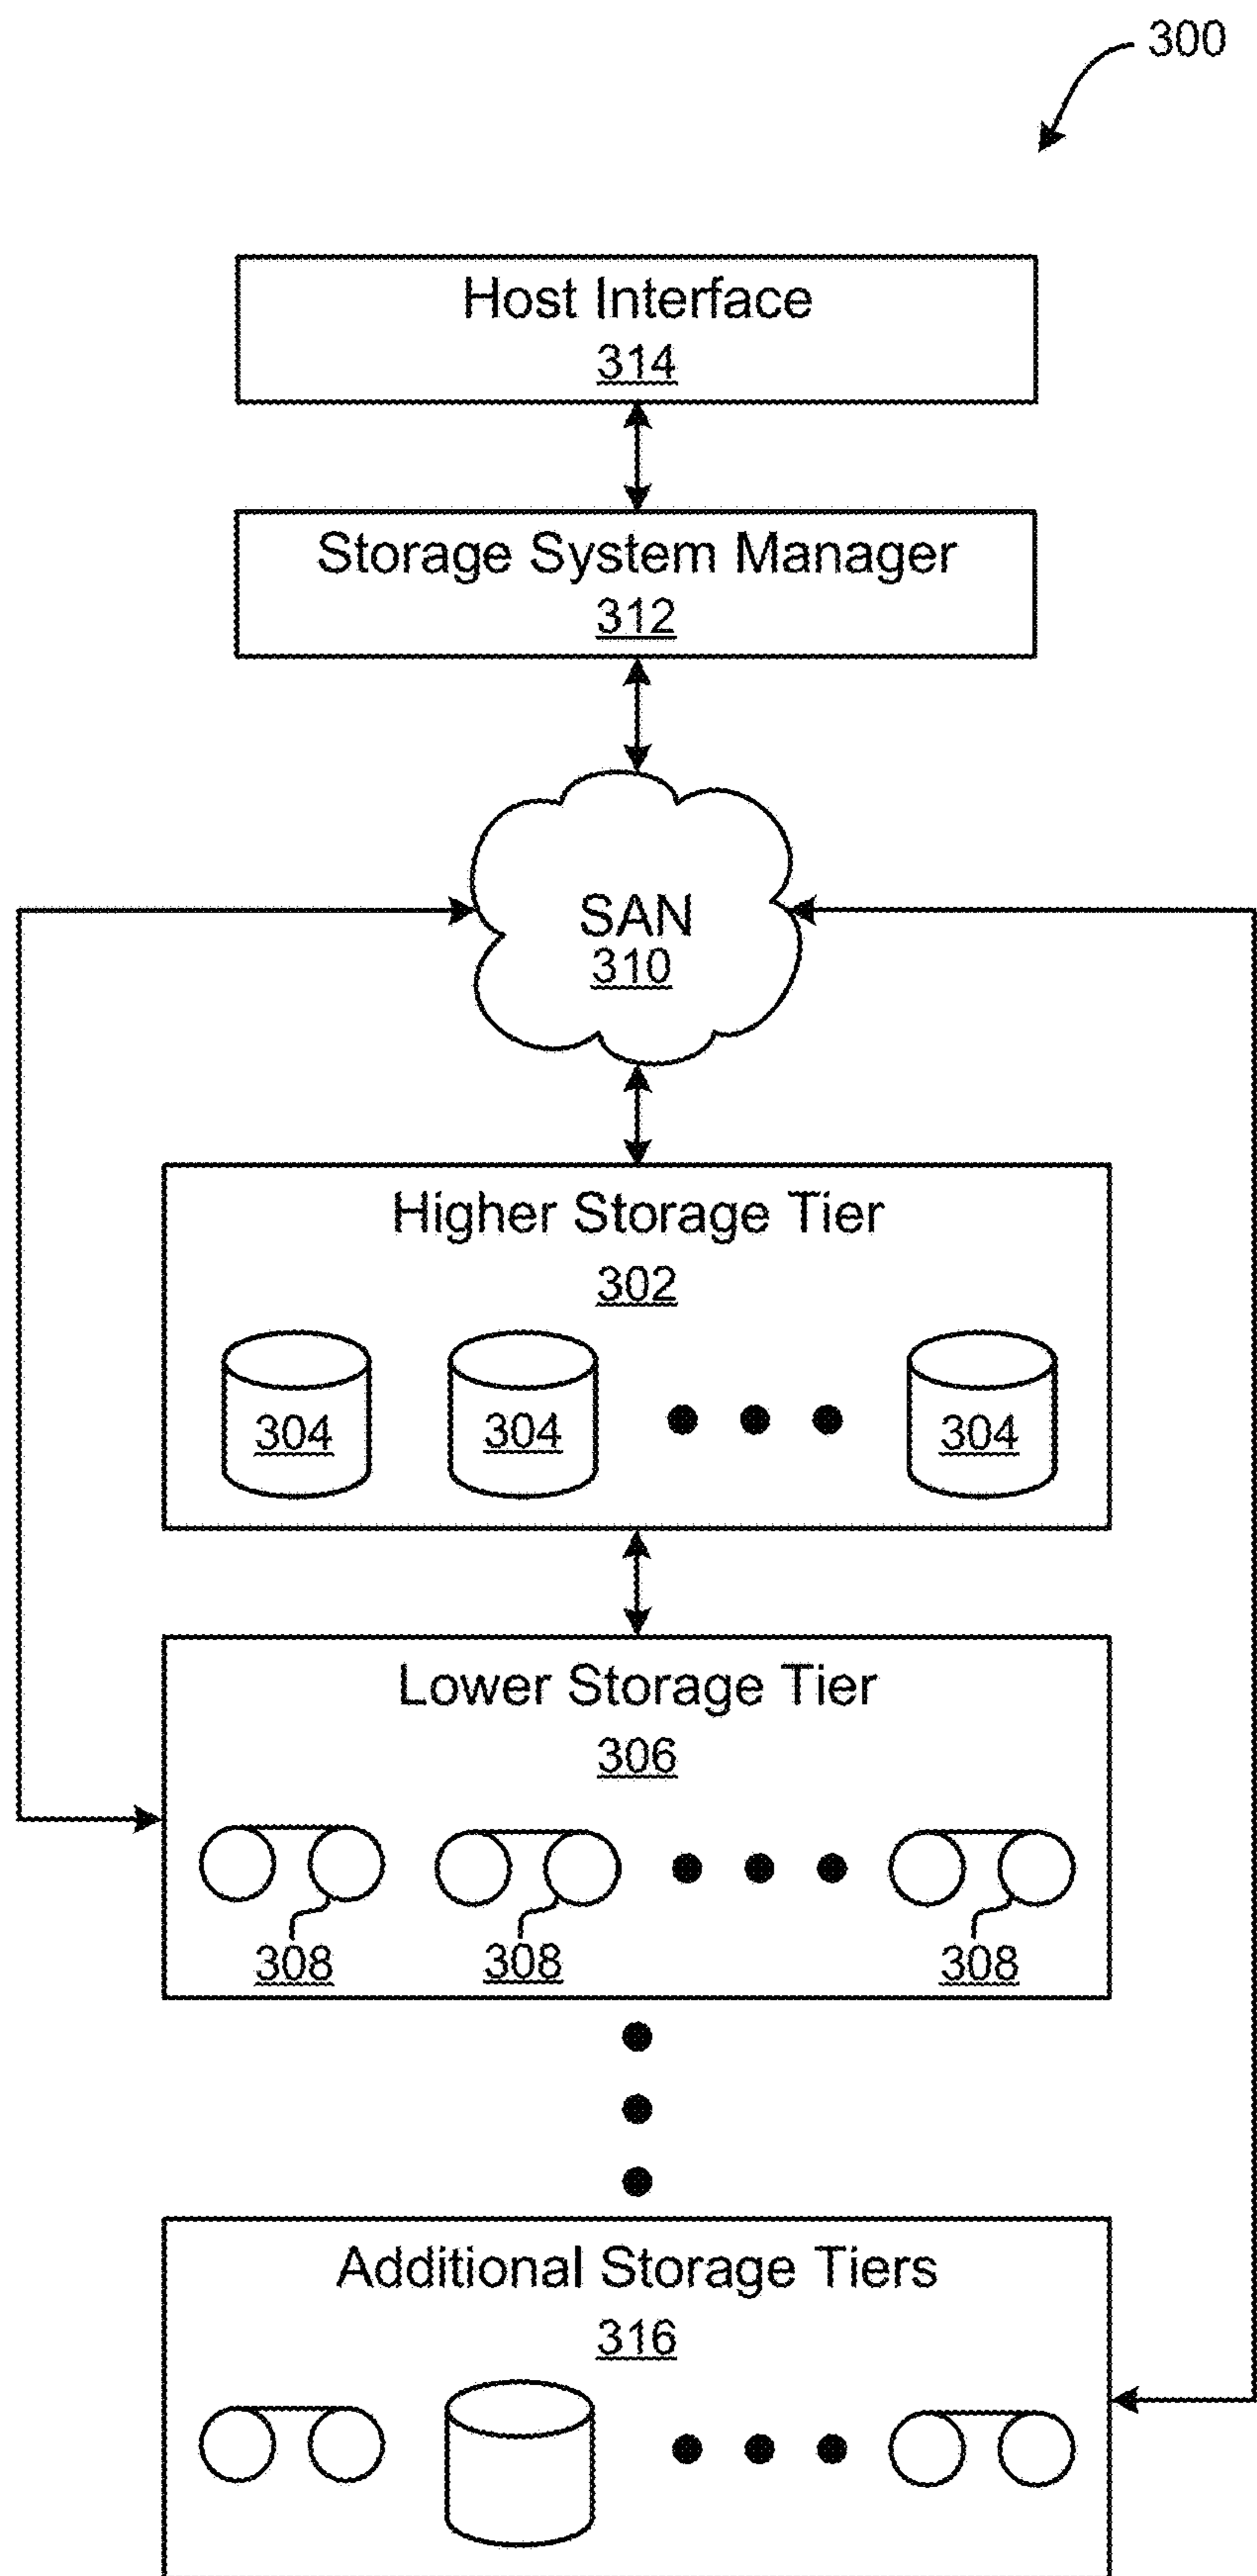 300
Host Interface
314
Storage System Manager
312
SAN
310
Higher Storage Tier
302
304 304 304
Lower Storage Tier
306
308 308 308
Additional Storage Tiers
316